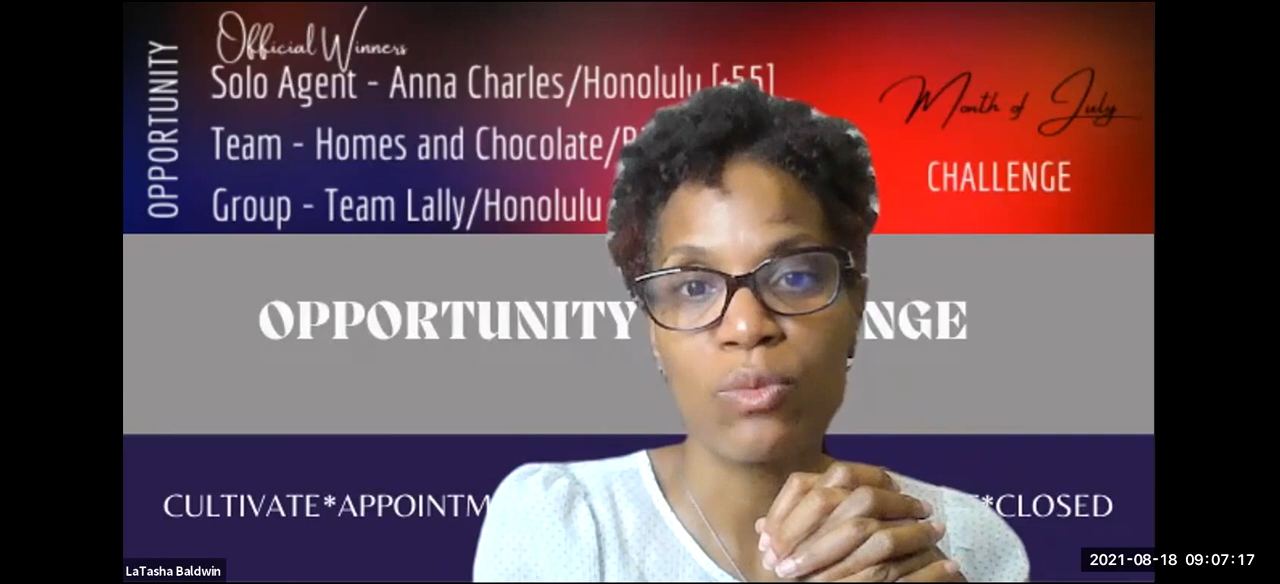 OPPORTUNITY
Official Winners
Solo Agent - Anna Charles/Honolulu [+55]
Team - Homes and Chocolate/
Group - Team Lally/Honolulu
Month of July
CHALLENGE
OPPORTUNITY NGE
CULTIVATE*APPOINTM *CLOSED
LaTasha Baldwin
2021-08-18 09:07:17